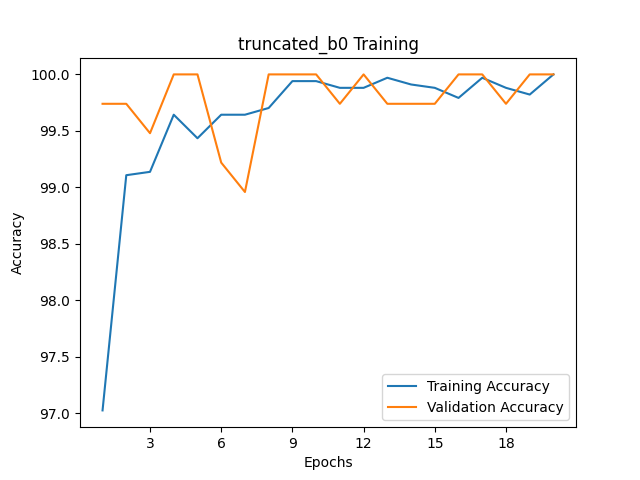 truncated_b0 Training
100.0
99.5
99.0
98.5
98.0
97.5
97.0
Accuracy
3 6 9 12 15 18
Epochs
Training Accuracy
Validation Accuracy